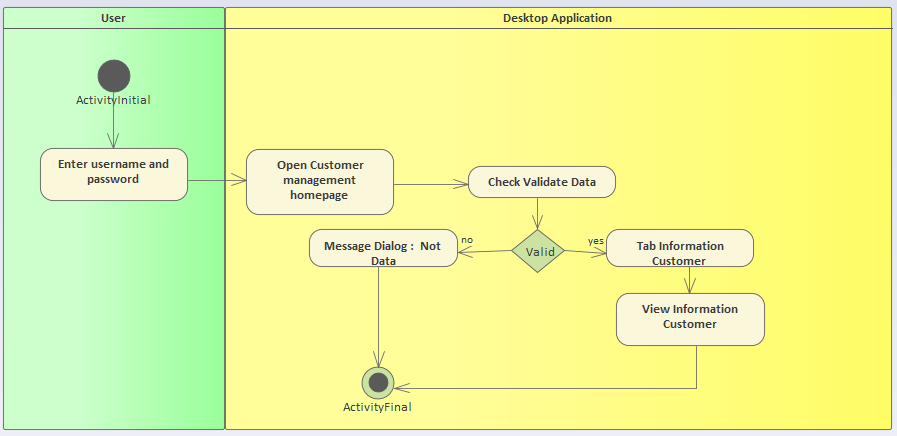 User
Desktop Application
ActivityInitial
Enter username and
password
Open Customer
management
homepage
Check Validate Data
Message Dialog :  Not
Data
no
Valid
yes
Tab Information
Customer
View Information
Customer
ActivityFinal